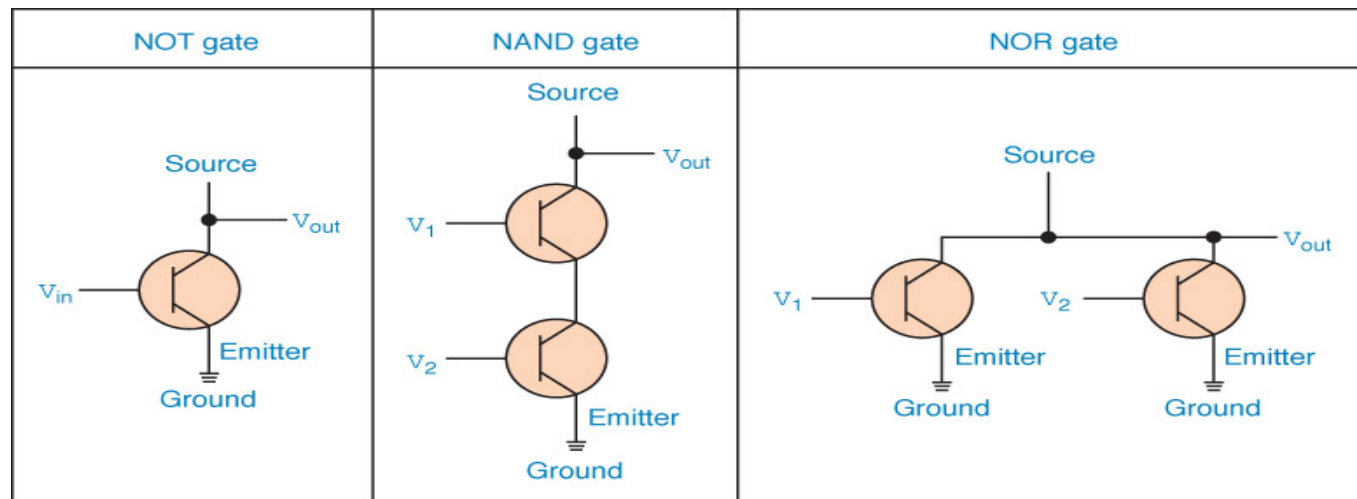 NOT gate
NAND gate
NOR gate
Source
Vout
Vin
Emitter
Ground
Source
Vout
V1
V2
Emitter
Ground
Source
Vout
V1
V2
Emitter
Emitter
Ground
Ground